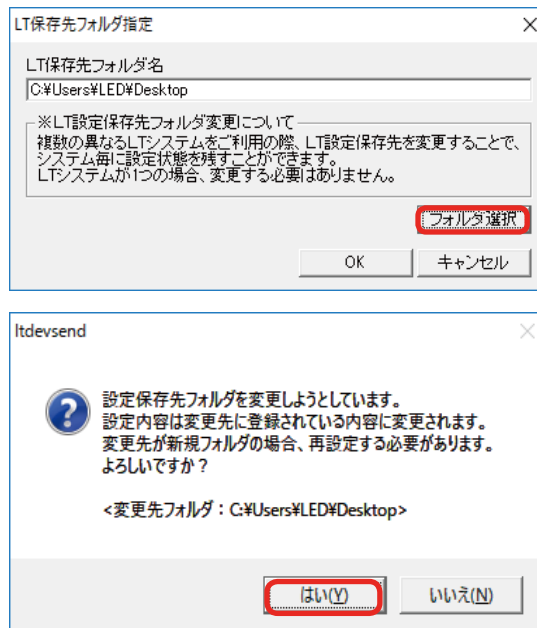 LT保存先フォルダ指定
LT保存先フォルダ名
C:¥Users¥LED¥Desktop
※LT設定保存先フォルダ変更について
複数の異なるLTシステムをご利用の際、LT設定保存先を変更することで、
システム毎に設定状態を残すことができます。
LTシステムが1つの場合、変更する必要はありません。
フォルダ選択
OK キャンセル
ltdevsend
設定保存先フォルダを変更しようとしています。
設定内容は変更先に登録されている内容に変更されます。
変更先が新規フォルダの場合、再設定する必要があります。
よろしいですか？
<変更先フォルダ：C:¥Users¥LED¥Desktop>
はい(Y) いいえ(N)